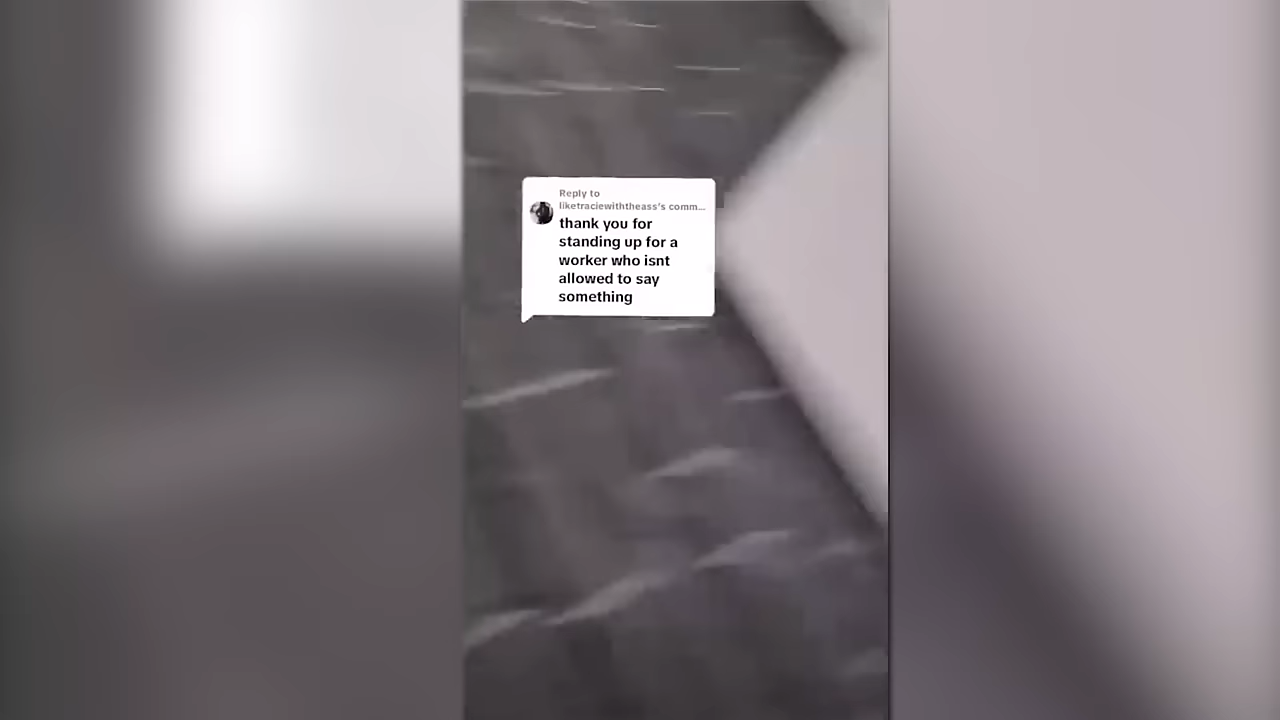 Reply to
liketraciewiththeass's comm...
thank you for
standing up for a
worker who isnt
allowed to say
something